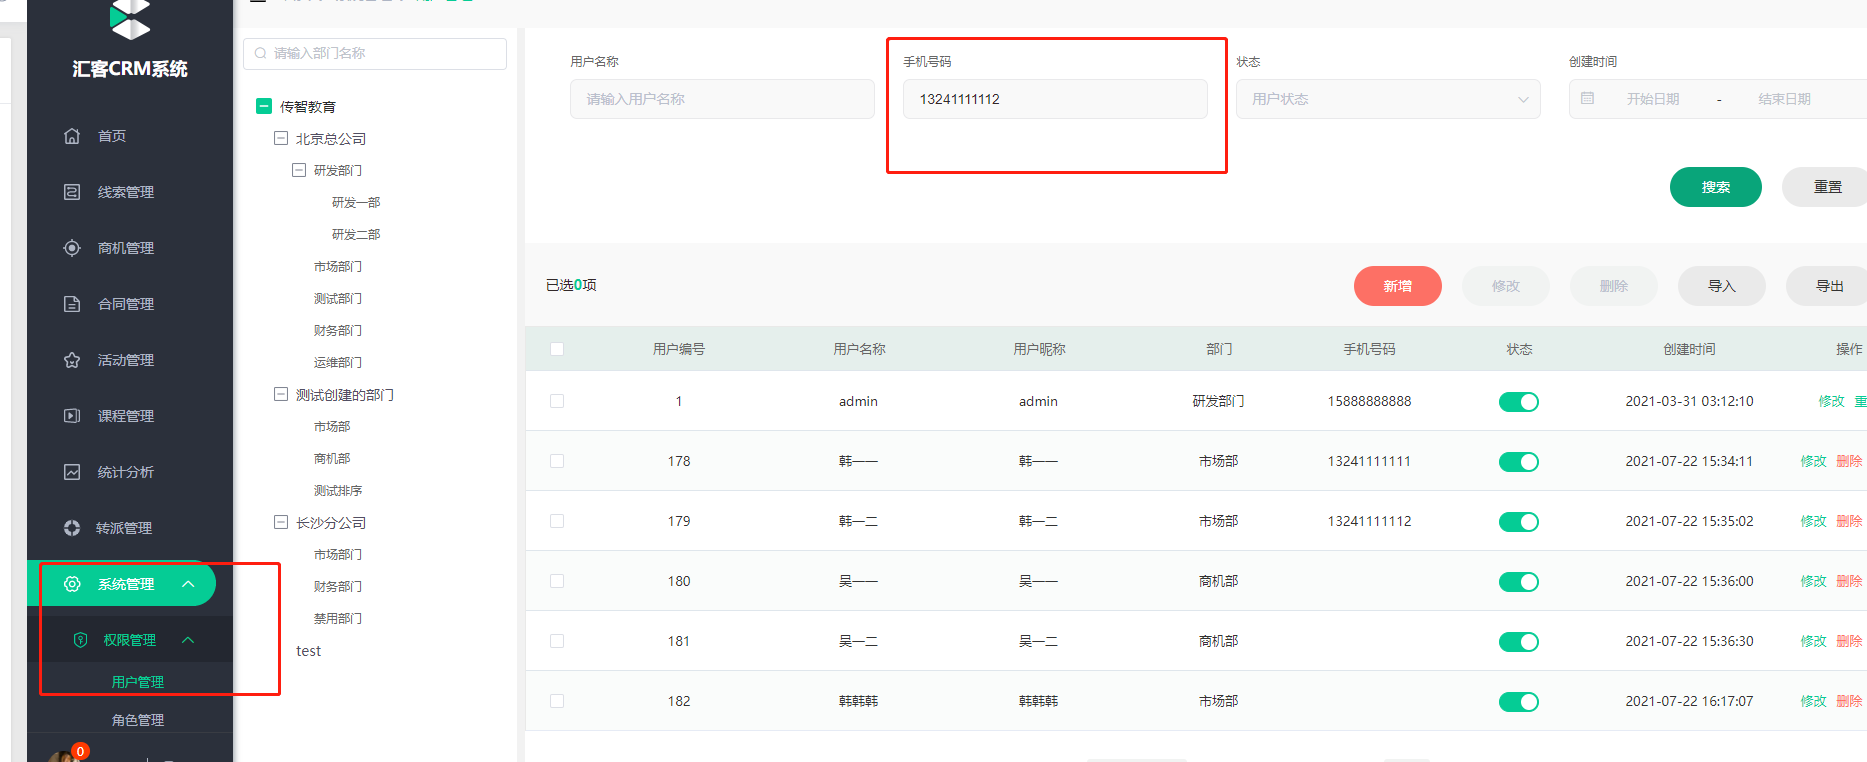 汇客CRM系统
首页
线索管理
商机管理
合同管理
活动管理
课程管理
统计分析
转派管理
系统管理
权限管理
用户管理
角色管理
0
请输入部门名称
传智教育
北京总公司
研发部门
研发一部
研发二部
市场部门
测试部门
财务部门
运维部门
测试创建的部门
市场部
商机部
测试排序
长沙分公司
市场部门
财务部门
禁用部门
test
用户名称 手机号码 状态 创建时间
请输入用户名称 13241111112 用户状态 开始日期 - 结束日期
搜索 重置
已选0项 新增 修改 删除 导入 导出
用户编号 用户名称 用户昵称 部门 手机号码 状态 创建时间 操作
1 admin admin 研发部门 15888888888 2021-03-31 03:12:10 修改 重
178 韩一一 韩一一 市场部 13241111111 2021-07-22 15:34:11 修改 删除
179 韩一二 韩一二 市场部 13241111112 2021-07-22 15:35:02 修改 删除
180 吴一一 吴一一 商机部 2021-07-22 15:36:00 修改 删除
181 吴一二 吴一二 商机部 2021-07-22 15:36:30 修改 删除
182 韩韩韩 韩韩韩 市场部 2021-07-22 16:17:07 修改 删除